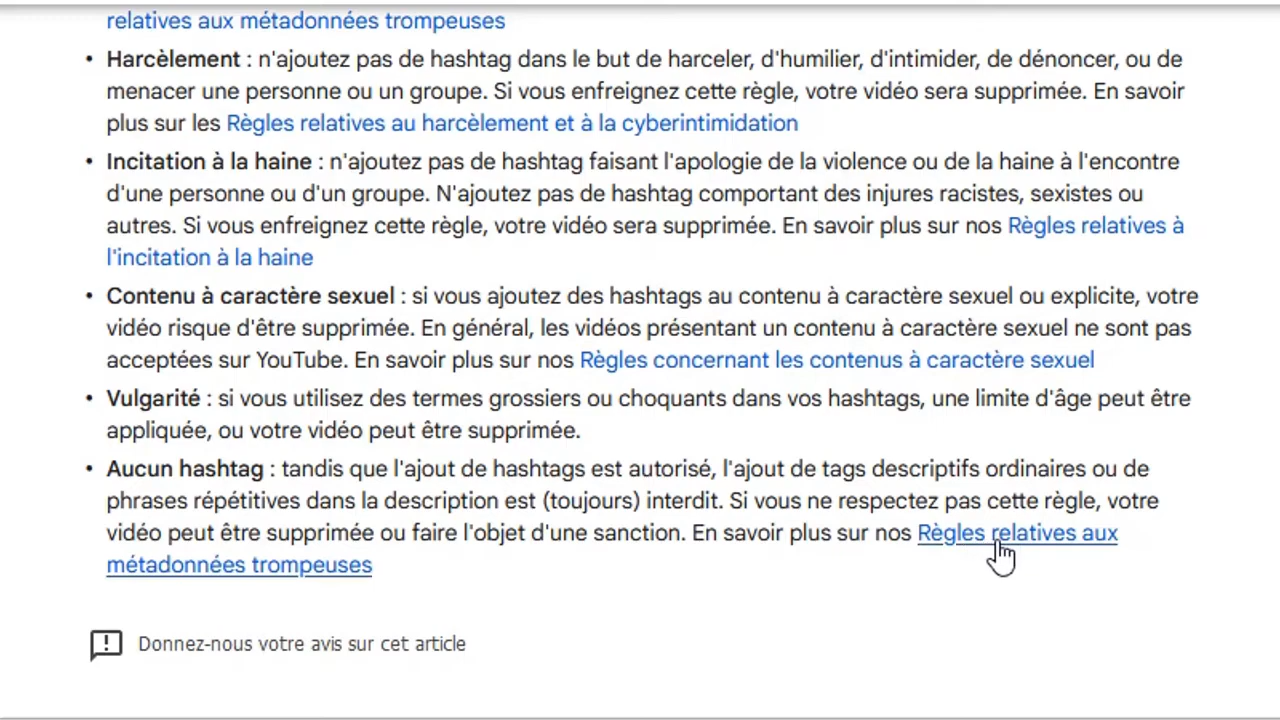 relatives aux métadonnées trompeuses
• Harcèlement : n'ajoutez pas de hashtag dans le but de harceler, d'humilier, d'intimider, de dénoncer, ou de
menacer une personne ou un groupe. Si vous enfreignez cette règle, votre vidéo sera supprimée. En savoir
plus sur les Règles relatives au harcèlement et à la cyberintimidation
• Incitation à la haine : n'ajoutez pas de hashtag faisant l'apologie de la violence ou de la haine à l'encontre
d'une personne ou d'un groupe. N'ajoutez pas de hashtag comportant des injures racistes, sexistes ou
autres. Si vous enfreignez cette règle, votre vidéo sera supprimée. En savoir plus sur nos Règles relatives à
l'incitation à la haine
• Contenu à caractère sexuel : si vous ajoutez des hashtags au contenu à caractère sexuel ou explicite, votre
vidéo risque d'être supprimée. En général, les vidéos présentant un contenu à caractère sexuel ne sont pas
acceptées sur YouTube. En savoir plus sur nos Règles concernant les contenus à caractère sexuel
• Vulgarité : si vous utilisez des termes grossiers ou choquants dans vos hashtags, une limite d'âge peut être
appliquée, ou votre vidéo peut être supprimée.
• Aucun hashtag : tandis que l'ajout de hashtags est autorisé, l'ajout de tags descriptifs ordinaires ou de
phrases répétitives dans la description est (toujours) interdit. Si vous ne respectez pas cette règle, votre
vidéo peut être supprimée ou faire l'objet d'une sanction. En savoir plus sur nos Règles relatives aux
métadonnées trompeuses
Donnez-nous votre avis sur cet article